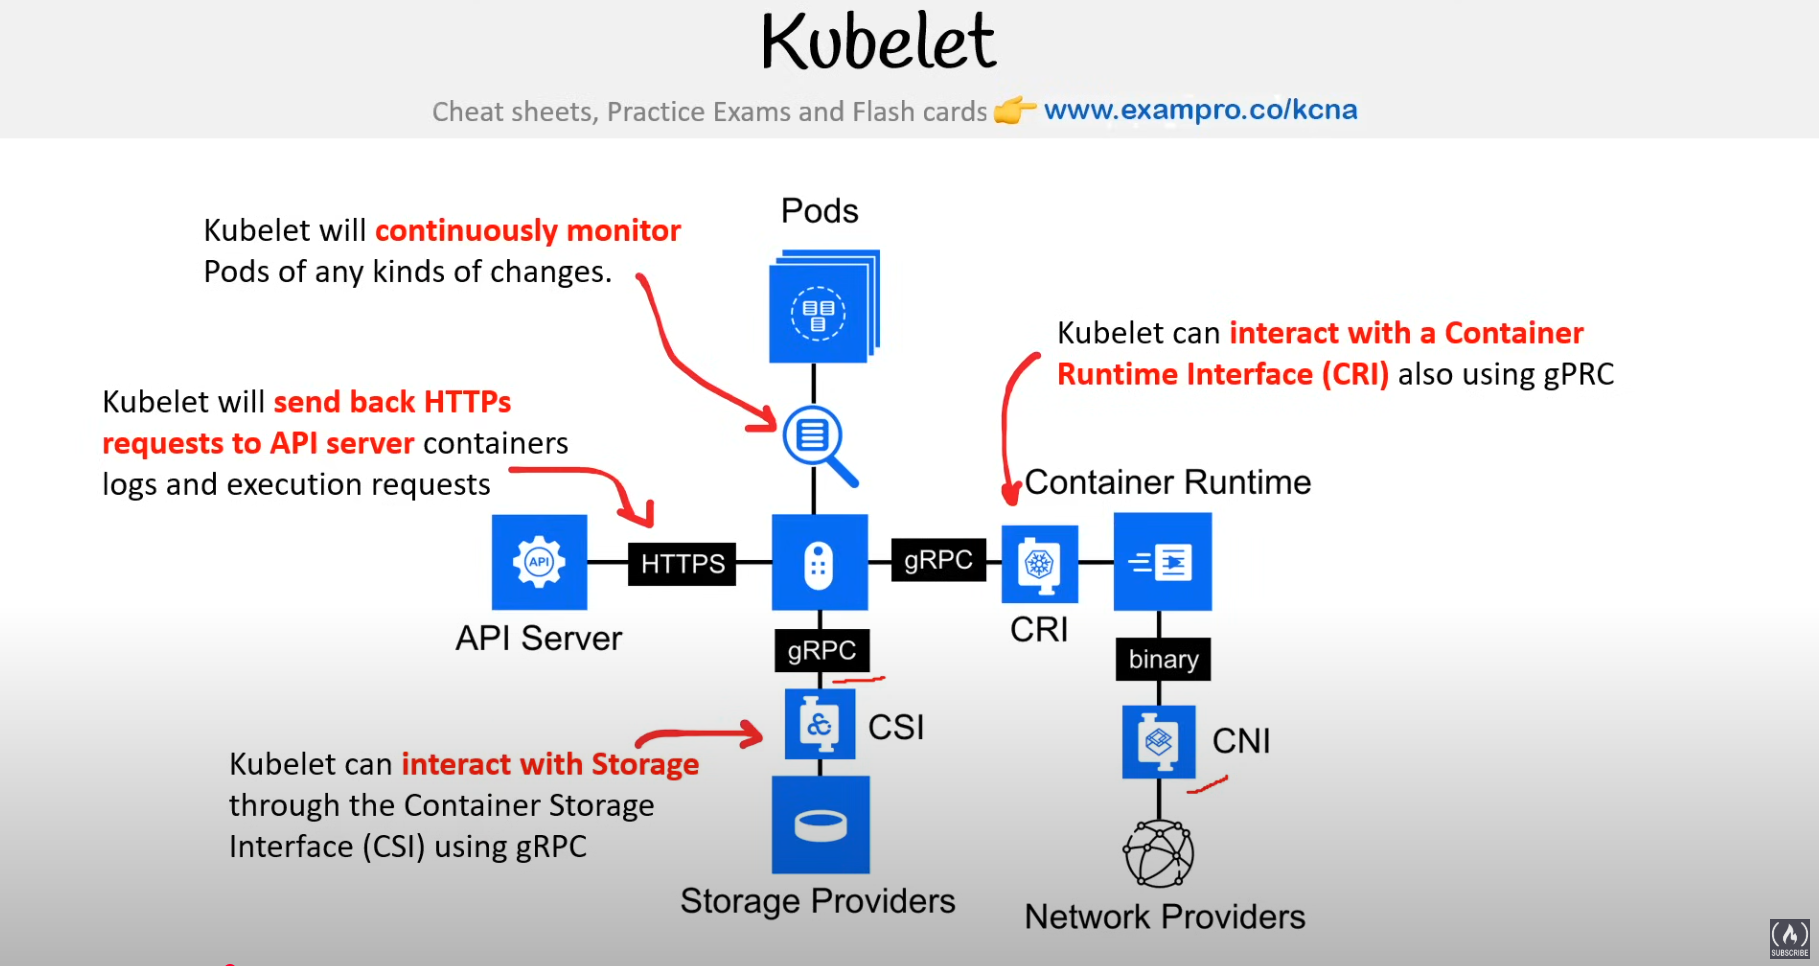 Kubelet
Cheat sheets, Practice Exams and Flash cards 👉 www.exampro.co/kcna
Pods
Kubelet will continuously monitor
Pods of any kinds of changes.
Kubelet can interact with a Container
Runtime Interface (CRI) also using gPRC
Kubelet will send back HTTPs
requests to API server containers
logs and execution requests
Container Runtime
API
HTTPS
gRPC
API Server
CRI
gRPC
binary
CSI
CNI
Kubelet can interact with Storage
through the Container Storage
Interface (CSI) using gRPC
Storage Providers
Network Providers
SUBSCRIBE